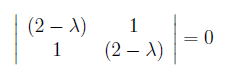 | (2 − λ) 1 |
| 1 (2 − λ) | = 0